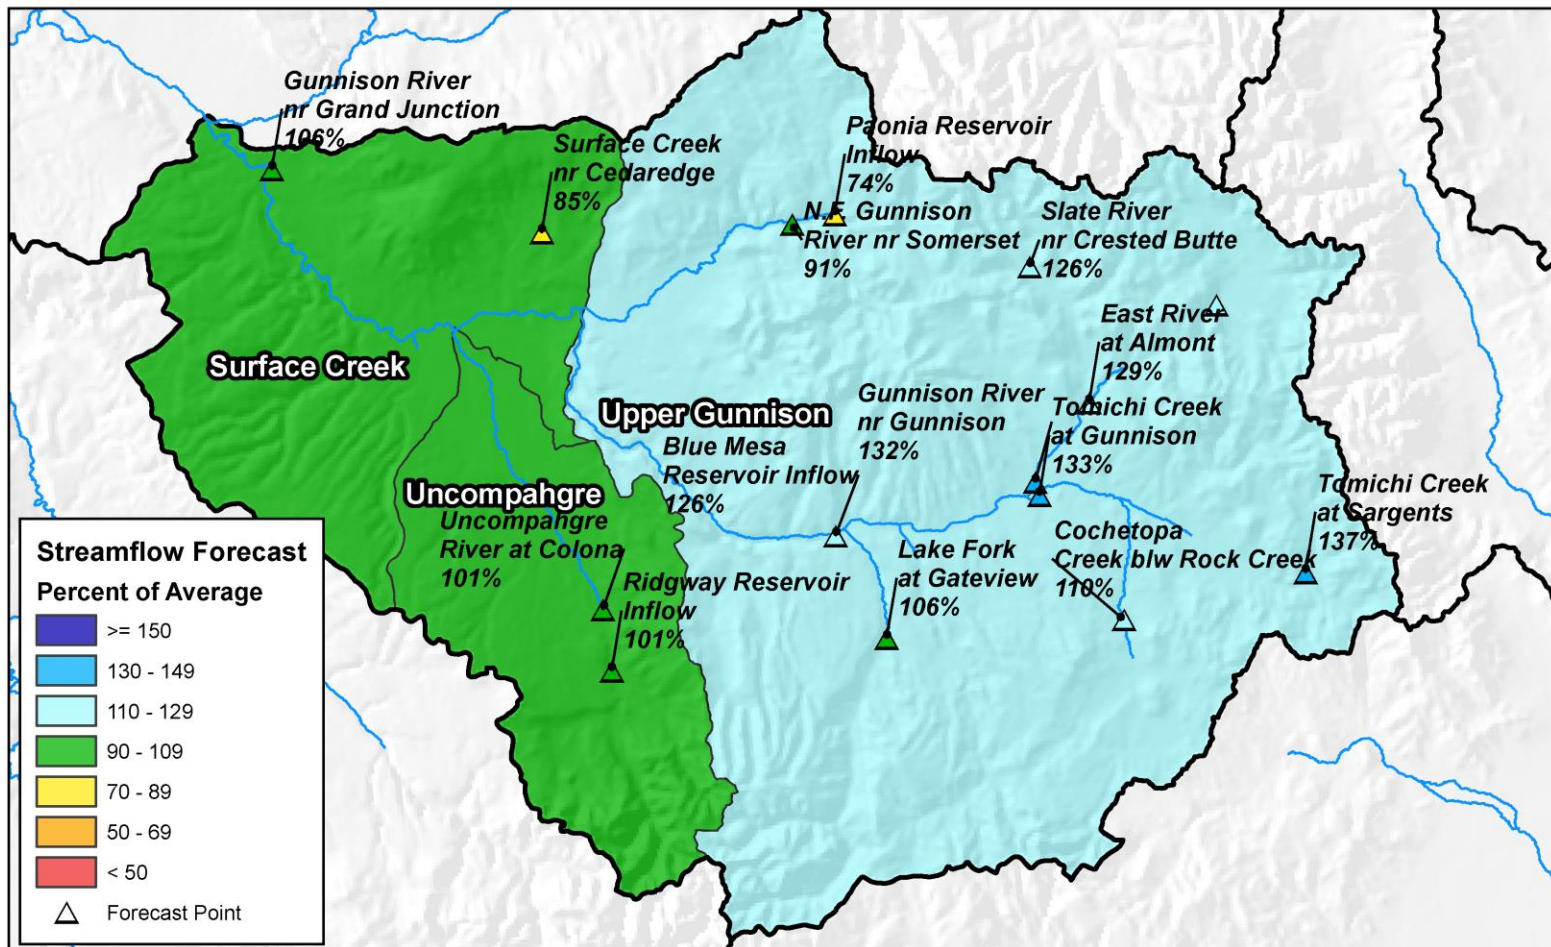 Gunnison River
nr Grand Junction
106%
Surface Creek
nr Cedaredge
85%
Paonia Reservoir
Inflow
74%
N.F. Gunnison
River nr Somerset
91%
Slate River
nr Crested Butte
126%
East River
at Almont
129%
Surface Creek
Upper Gunnison
Gunnison River
nr Gunnison
132%
Tomichi Creek
at Gunnison
133%
Blue Mesa
Reservoir Inflow
126%
Uncompahgre
Uncompahgre
River at Colona
101%
Ridgway Reservoir
Inflow
101%
Lake Fork
at Gateview
106%
Cochetopa
Creek blw Rock Creek
110%
Tomichi Creek
at Sargents
137%
Streamflow Forecast
Percent of Average
>= 150
130 - 149
110 - 129
90 - 109
70 - 89
50 - 69
< 50
Forecast Point